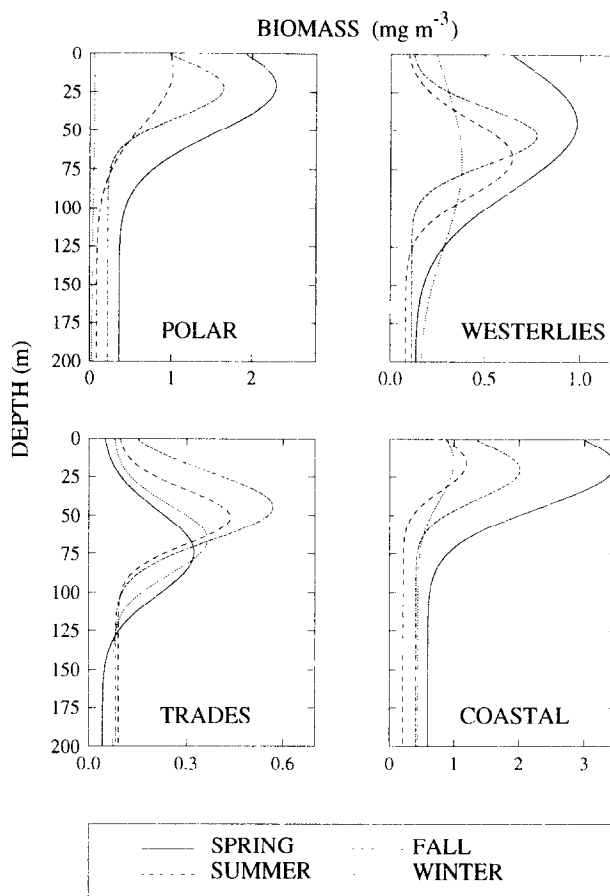 BIOMASS (mg m⁻³)
0 25 50 75 100 125 150 175 200
POLAR
0 1 2
WESTERLIES
0.0 0.5 1.0
DEPTH (m)
0 25 50 75 100 125 150 175 200
TRADES
0.0 0.3 0.6
COASTAL
0 1 2 3
SPRING FALL
SUMMER WINTER